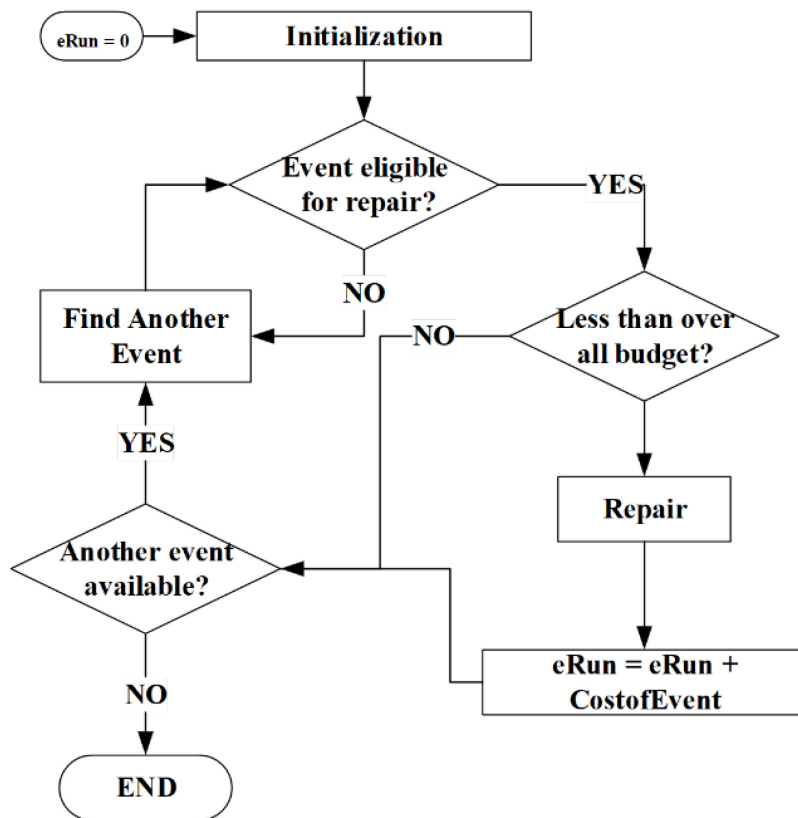 eRun = 0
Initialization
Event eligible
for repair?
YES
NO
Find Another
Event
Less than over
all budget?
NO
YES
Repair
Another event
available?
eRun = eRun +
CostofEvent
NO
END